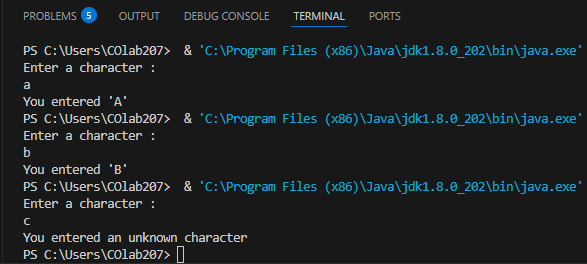 PROBLEMS 5 OUTPUT DEBUG CONSOLE TERMINAL PORTS
PS C:\Users\COlab207>  & 'C:\Program Files (x86)\Java\jdk1.8.0_202\bin\java.exe'
Enter a character :
a
You entered 'A'
PS C:\Users\COlab207>  & 'C:\Program Files (x86)\Java\jdk1.8.0_202\bin\java.exe'
Enter a character :
b
You entered 'B'
PS C:\Users\COlab207>  & 'C:\Program Files (x86)\Java\jdk1.8.0_202\bin\java.exe'
Enter a character :
c
You entered an unknown character
PS C:\Users\COlab207>